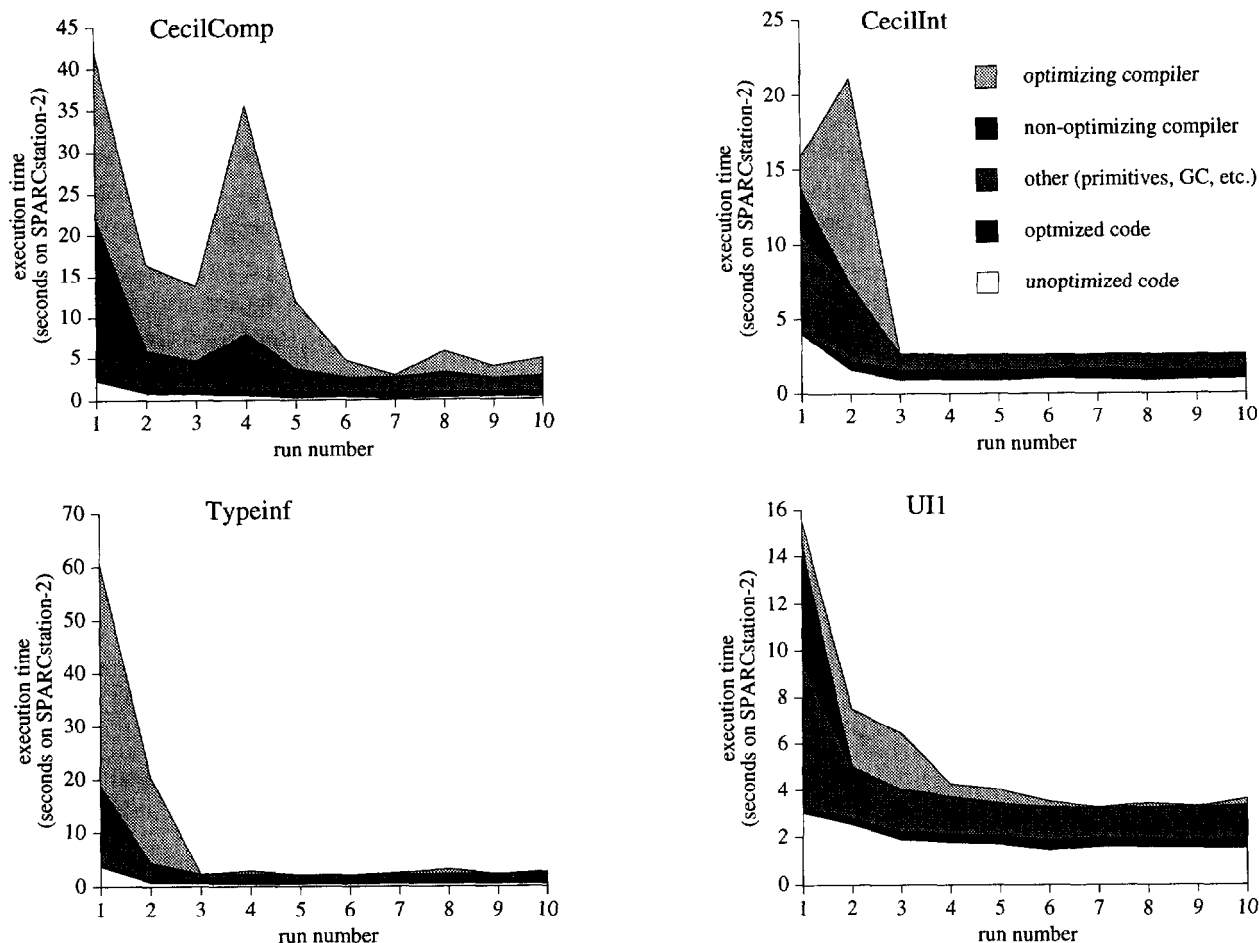 CecilComp
45
40
35
30
25
20
15
10
5
0
execution time
(seconds on SPARCstation-2)
1 2 3 4 5 6 7 8 9 10
run number
CecilInt
25
20
15
10
5
0
execution time
(seconds on SPARCstation-2)
optimizing compiler
non-optimizing compiler
other (primitives, GC, etc.)
optmized code
unoptimized code
1 2 3 4 5 6 7 8 9 10
run number
Typeinf
70
60
50
40
30
20
10
0
execution time
(seconds on SPARCstation-2)
1 2 3 4 5 6 7 8 9 10
run number
UI1
16
14
12
10
8
6
4
2
0
execution time
(seconds on SPARCstation-2)
1 2 3 4 5 6 7 8 9 10
run number